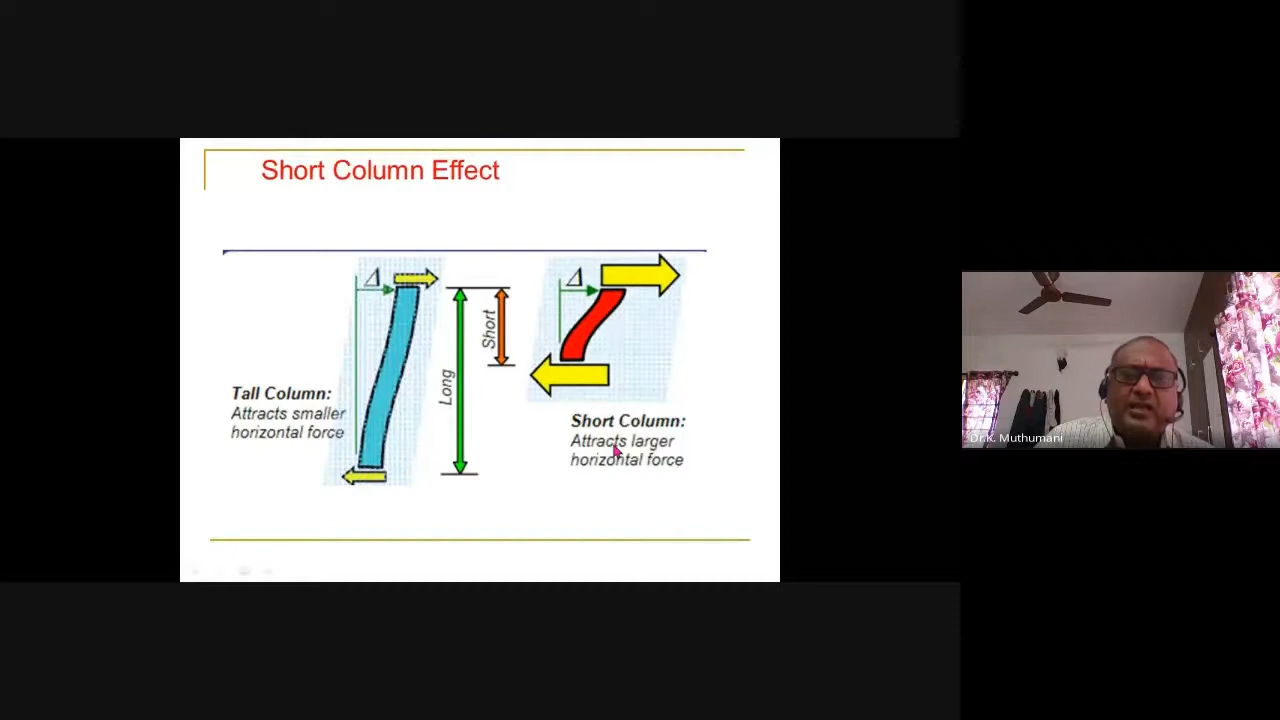 Short Column Effect
Δ
Δ
Short
Long
Tall Column:
Attracts smaller
horizontal force
Short Column:
Attracts larger
horizontal force
Dr.K. Muthumani